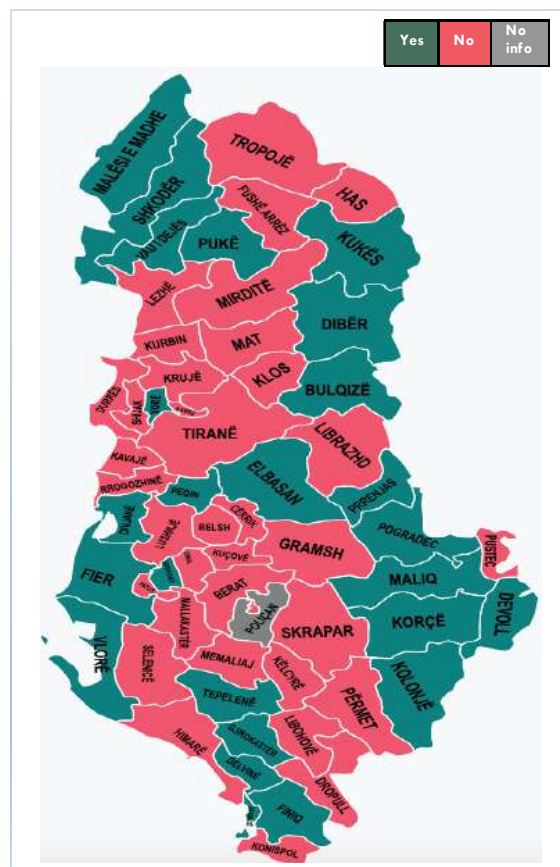 Yes
No
No
info
TROPOJË
MALËSI E MADHE
HAS
SHKODËR
FUSHË ARRËZ
KUKËS
VAU I DEJËS
PUKË
LEZHË
MIRDITË
DIBËR
KURBIN
MAT
KLOS
KRUJË
BULQIZË
DURRËS
SHIJAK
VORË
TIRANË
LIBRAZHD
KAVAJË
ELBASAN
RROGOZHINË
PEQIN
PRRENJAS
DIVJAKË
CËRRIK
LUSHNJË
BELSH
POGRADEC
GRAMSH
PUSTEC
KUÇOVË
FIER
MALIQ
BERAT
DEVOLL
MALLAKASTËR
POLIÇAN
KORÇË
SKRAPAR
VLORË
SELENICË
MEMALIAJ
KËLCYRË
KOLONJË
TEPELENË
PËRMET
GJIROKASTËR
LIBOHOVË
HIMARË
DELVINË
DROPULL
FINIQ
KONISPOL